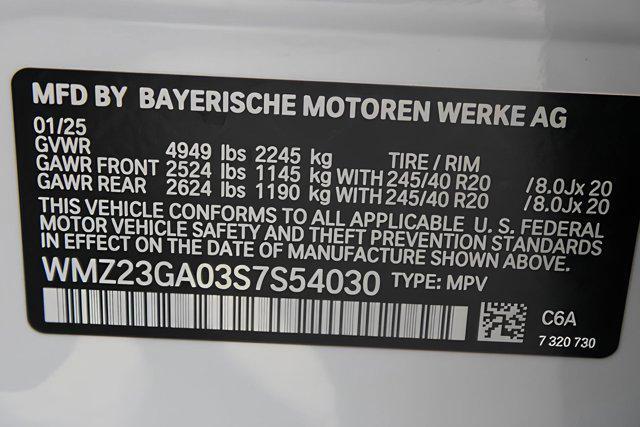 MFD BY BAYERISCHE MOTOREN WERKE AG
01/25
GVWR 4949 lbs 2245 kg TIRE / RIM
GAWR FRONT 2524 lbs 1145 kg WITH 245/40 R20 /8.0Jx 20
GAWR REAR 2624 lbs 1190 kg WITH 245/40 R20 /8.0Jx 20
THIS VEHICLE CONFORMS TO ALL APPLICABLE U. S. FEDERAL
MOTOR VEHICLE SAFETY AND THEFT PREVENTION STANDARDS
IN EFFECT ON THE DATE OF MANUFACTURE SHOWN ABOVE.
WMZ23GA03S7S54030 TYPE: MPV
C6A
7 320 730